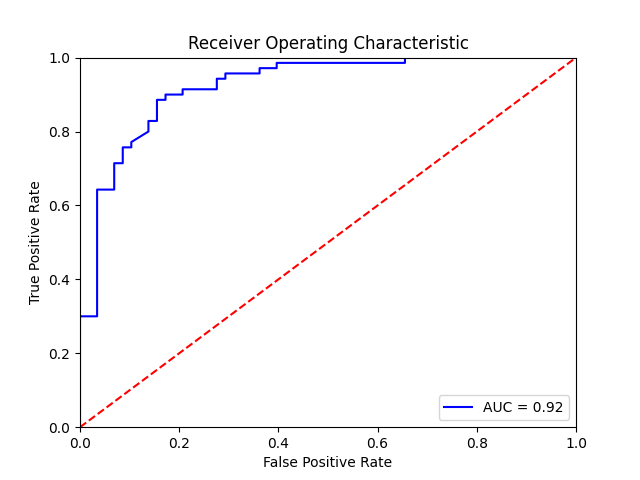 Receiver Operating Characteristic
1.0
0.8
0.6
0.4
0.2
0.0
True Positive Rate
AUC = 0.92
0.0 0.2 0.4 0.6 0.8 1.0
False Positive Rate